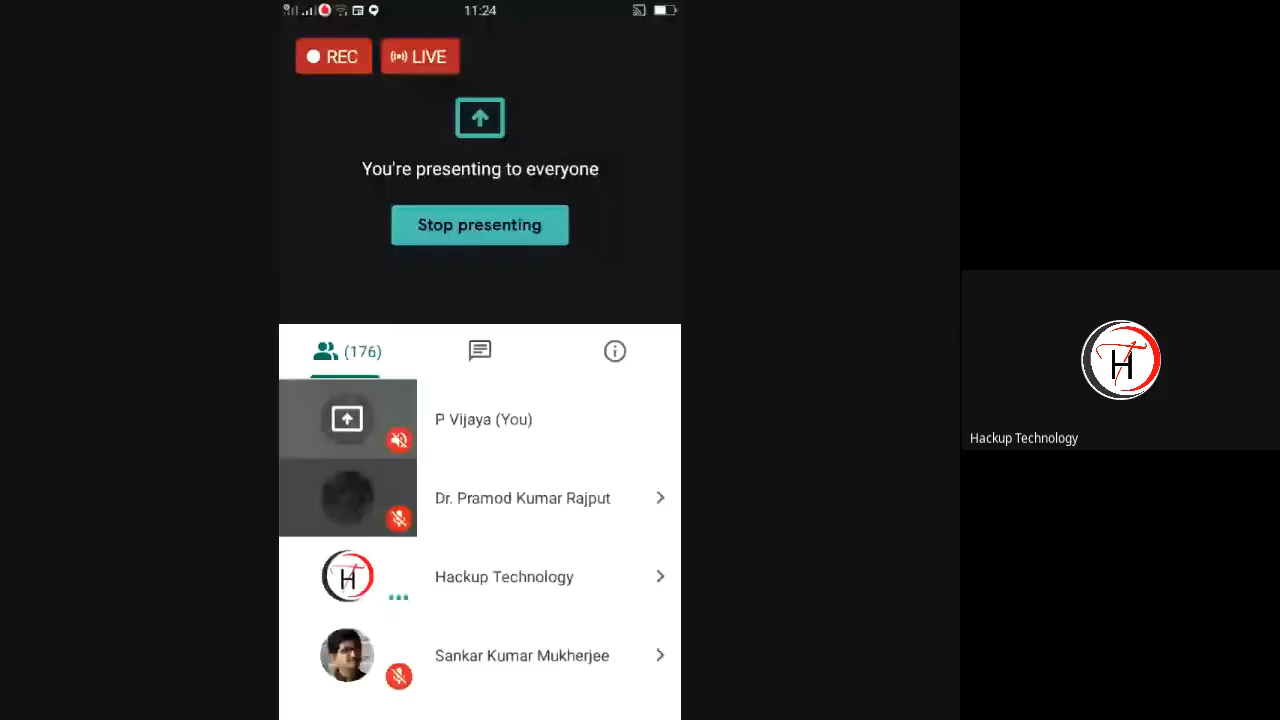 11:24
REC
LIVE
You're presenting to everyone
Stop presenting
(176)
P Vijaya (You)
Dr. Pramod Kumar Rajput
H
Hackup Technology
Sankar Kumar Mukherjee
H
Hackup Technology